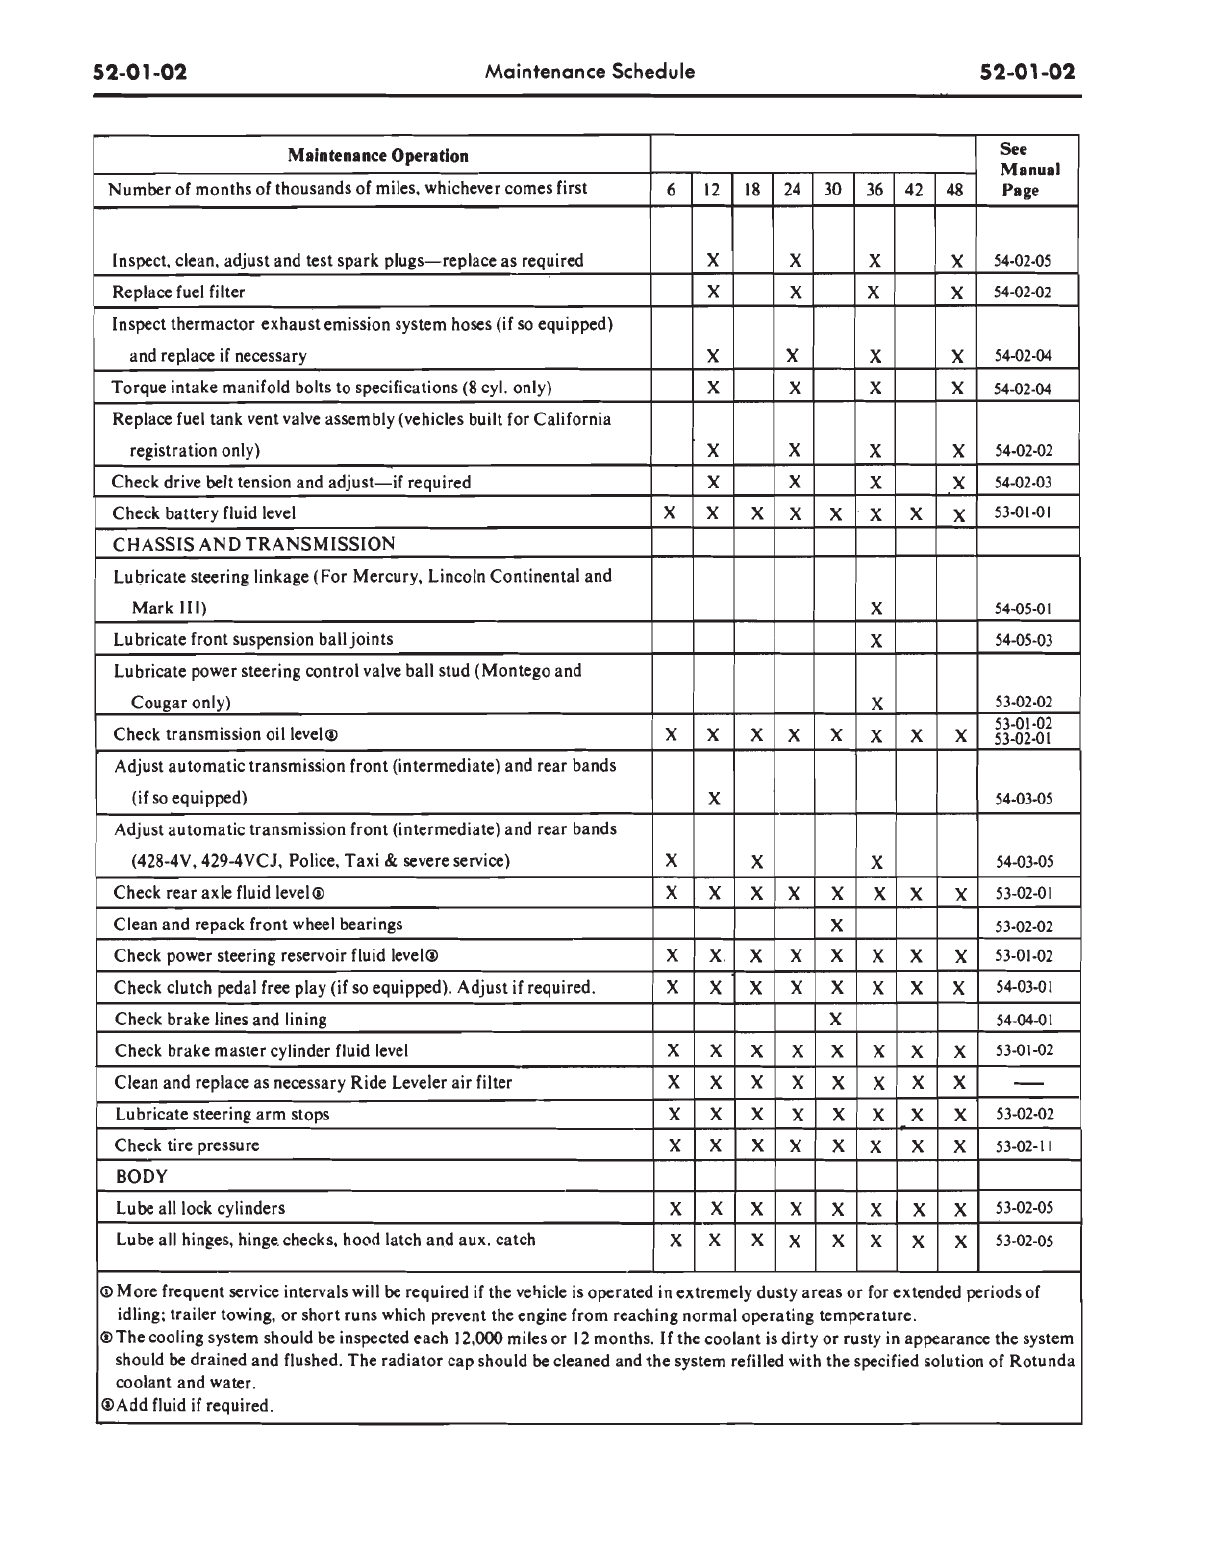 52-01-02 Maintenance Schedule 52-01-02
Maintenance Operation See Manual Page
Number of months of thousands of miles, whichever comes first 6 12 18 24 30 36 42 48
Inspect, clean, adjust and test spark plugs—replace as required X X X X 54-02-05
Replace fuel filter X X X X 54-02-02
Inspect thermactor exhaust emission system hoses (if so equipped)
and replace if necessary X X X X 54-02-04
Torque intake manifold bolts to specifications (8 cyl. only) X X X X 54-02-04
Replace fuel tank vent valve assembly (vehicles built for California
registration only) X X X X 54-02-02
Check drive belt tension and adjust—if required X X X X 54-02-03
Check battery fluid level X X X X X X X X 53-01-01
CHASSIS AND TRANSMISSION
Lubricate steering linkage (For Mercury, Lincoln Continental and
Mark III) X 54-05-01
Lubricate front suspension ball joints X 54-05-03
Lubricate power steering control valve ball stud (Montego and
Cougar only) X 53-02-02
Check transmission oil level③ X X X X X X X X 53-01-02 53-02-01
Adjust automatic transmission front (intermediate) and rear bands
(if so equipped) X 54-03-05
Adjust automatic transmission front (intermediate) and rear bands
(428-4V, 429-4VCJ, Police, Taxi & severe service) X X X 54-03-05
Check rear axle fluid level③ X X X X X X X X 53-02-01
Clean and repack front wheel bearings X 53-02-02
Check power steering reservoir fluid level③ X X X X X X X X 53-01-02
Check clutch pedal free play (if so equipped). Adjust if required. X X X X X X X X 54-03-01
Check brake lines and lining X 54-04-01
Check brake master cylinder fluid level X X X X X X X X 53-01-02
Clean and replace as necessary Ride Leveler air filter X X X X X X X X —
Lubricate steering arm stops X X X X X X X X 53-02-02
Check tire pressure X X X X X X X X 53-02-11
BODY
Lube all lock cylinders X X X X X X X X 53-02-05
Lube all hinges, hinge checks, hood latch and aux. catch X X X X X X X X 53-02-05
① More frequent service intervals will be required if the vehicle is operated in extremely dusty areas or for extended periods of
idling; trailer towing, or short runs which prevent the engine from reaching normal operating temperature.
② The cooling system should be inspected each 12,000 miles or 12 months. If the coolant is dirty or rusty in appearance the system
should be drained and flushed. The radiator cap should be cleaned and the system refilled with the specified solution of Rotunda
coolant and water.
③ Add fluid if required.